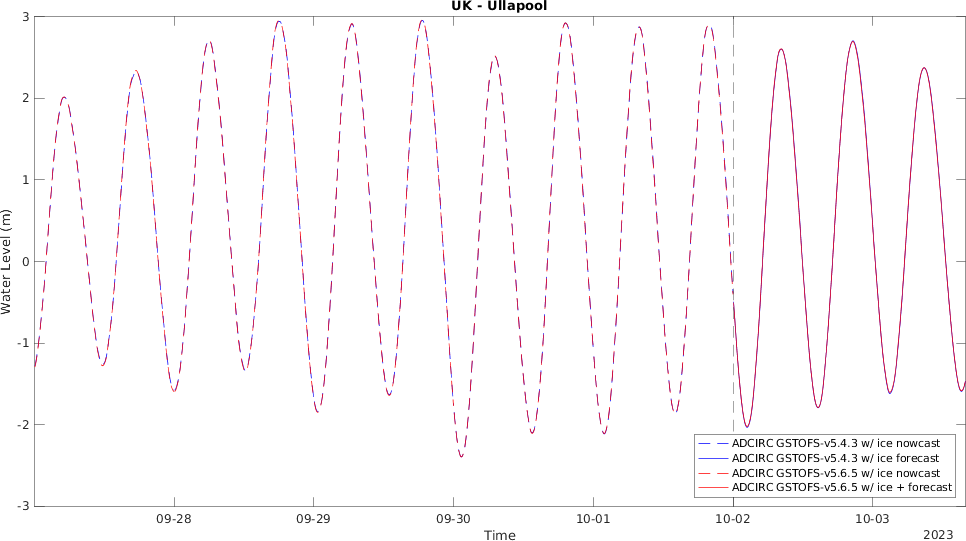 UK - Ullapool
3
2
1
0
-1
-2
-3
Water Level (m)
09-28 09-29 09-30 10-01 10-02 10-03
Time
2023
ADCIRC GSTOFS-v5.4.3 w/ ice nowcast
ADCIRC GSTOFS-v5.4.3 w/ ice forecast
ADCIRC GSTOFS-v5.6.5 w/ ice nowcast
ADCIRC GSTOFS-v5.6.5 w/ ice + forecast